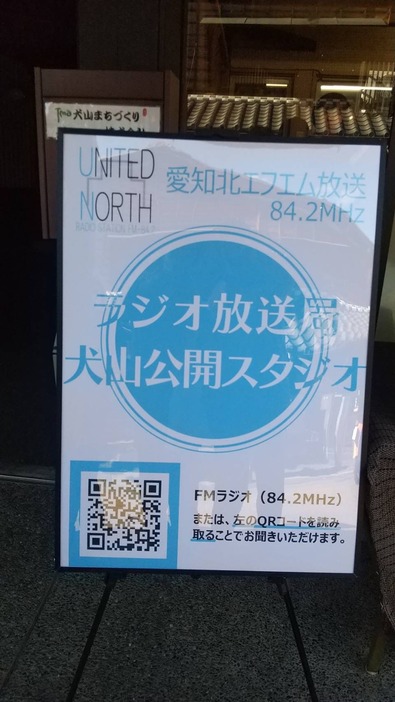 犬山まちづくり
UNITED
NORTH
愛知北エフエム放送
84.2MHz
ラジオ放送局
犬山公開スタジオ
FMラジオ（84.2MHz）
または、左のQRコードを読み
取ることでお聞きいただけます。